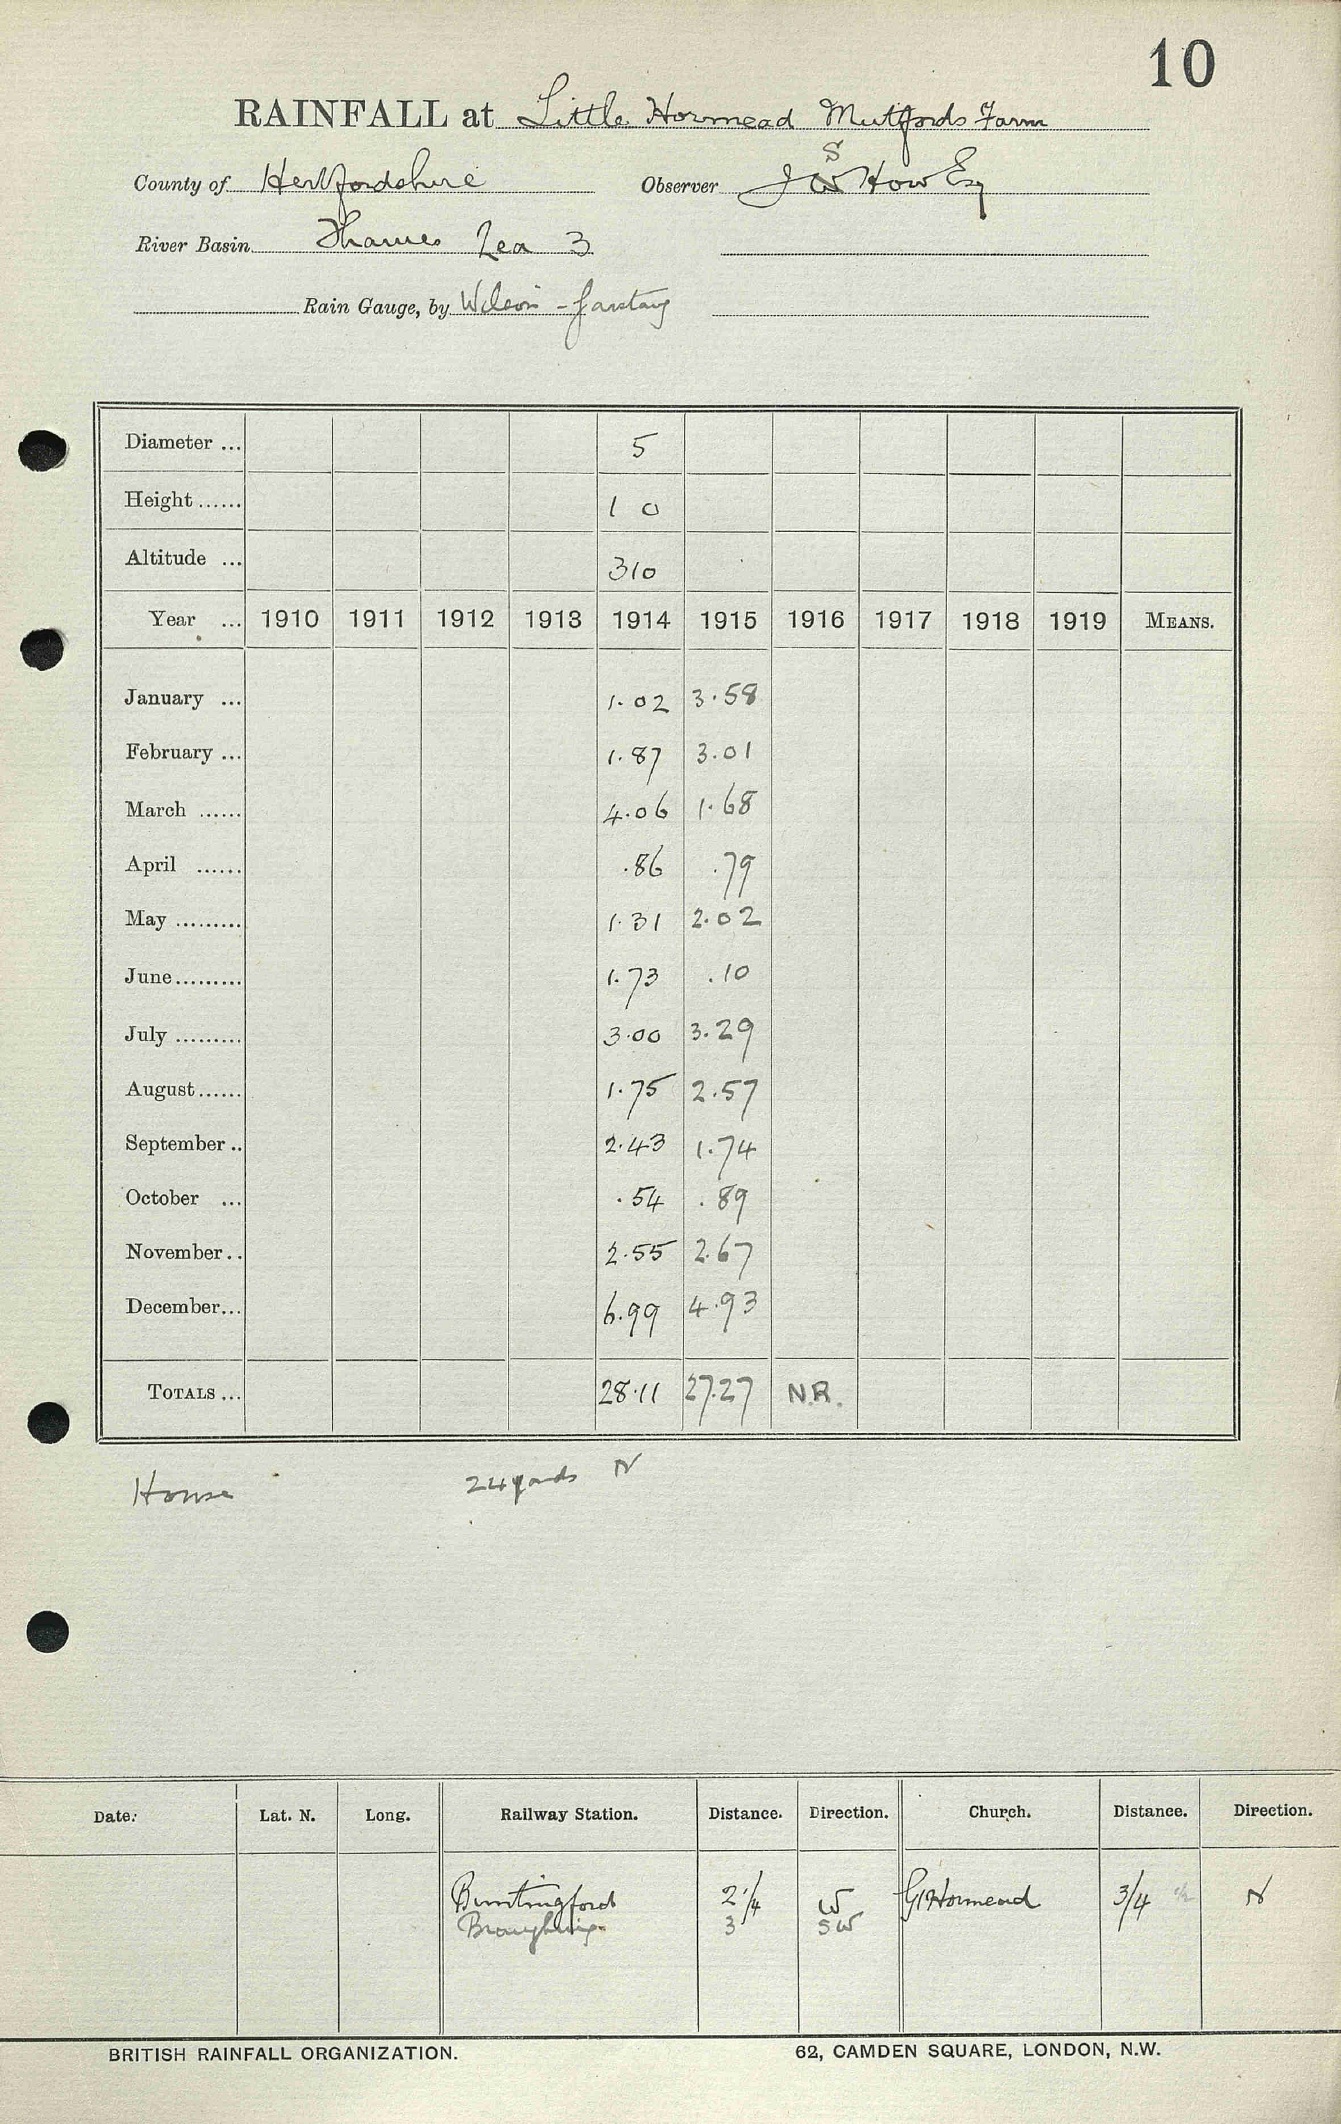 10
RAINFALL at Little Hormead Mutfords Farm
County of Hertfordshire Observer J S W How Esq
River Basin Thames Lea 3
Rain Gauge, by Wilson -
Diameter ... 5
Height ...... 1 0
Altitude ... 310
Year ... 1910 1911 1912 1913 1914 1915 1916 1917 1918 1919 MEANS.
January ... 1.02 3.58
February ... 1.87 3.01
March ...... 4.06 1.68
April ...... .86 .79
May ......... 1.31 2.02
June......... 1.73 .10
July ......... 3.00 3.29
August...... 1.75 2.57
September .. 2.43 1.74
October ... .54 .89
November.. 2.55 2.67
December... 6.99 4.93
TOTALS ... 28.11 27.27 N.R.
House 24 yards N
Date. Lat. N. Long. Railway Station. Distance. Direction. Church. Distance. Direction.
Buntingford 2 1/4 W Gt Hormead 3/4 N
Braughing. 3 SW
BRITISH RAINFALL ORGANIZATION. 62, CAMDEN SQUARE, LONDON, N.W.